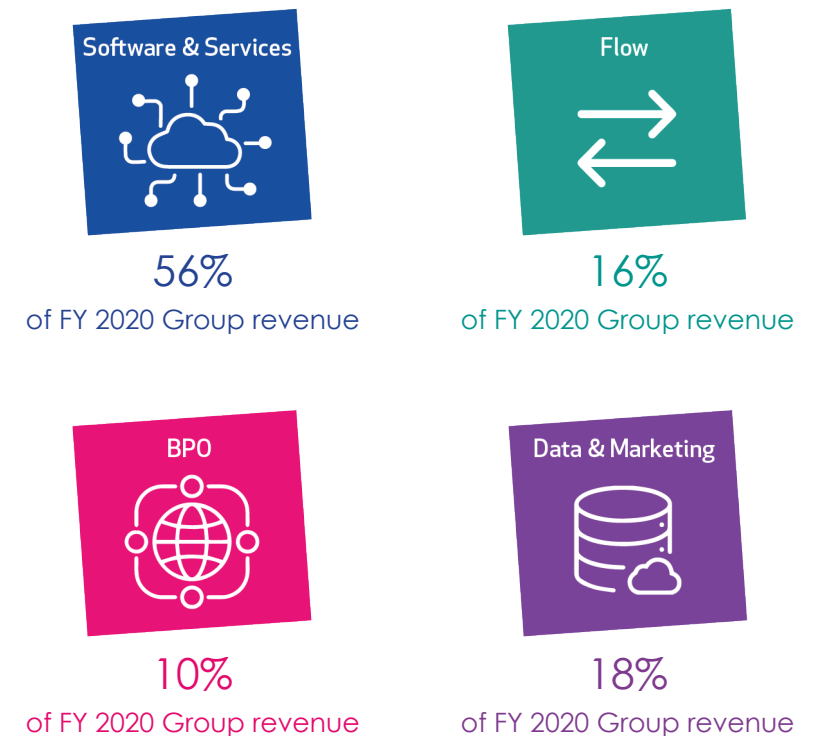 Software & Services
56%
of FY 2020 Group revenue
Flow
16%
of FY 2020 Group revenue
BPO
10%
of FY 2020 Group revenue
Data & Marketing
18%
of FY 2020 Group revenue